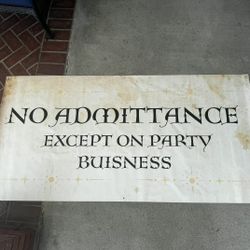 NO ADMITTANCE
EXCEPT ON PARTY
BUISNESS